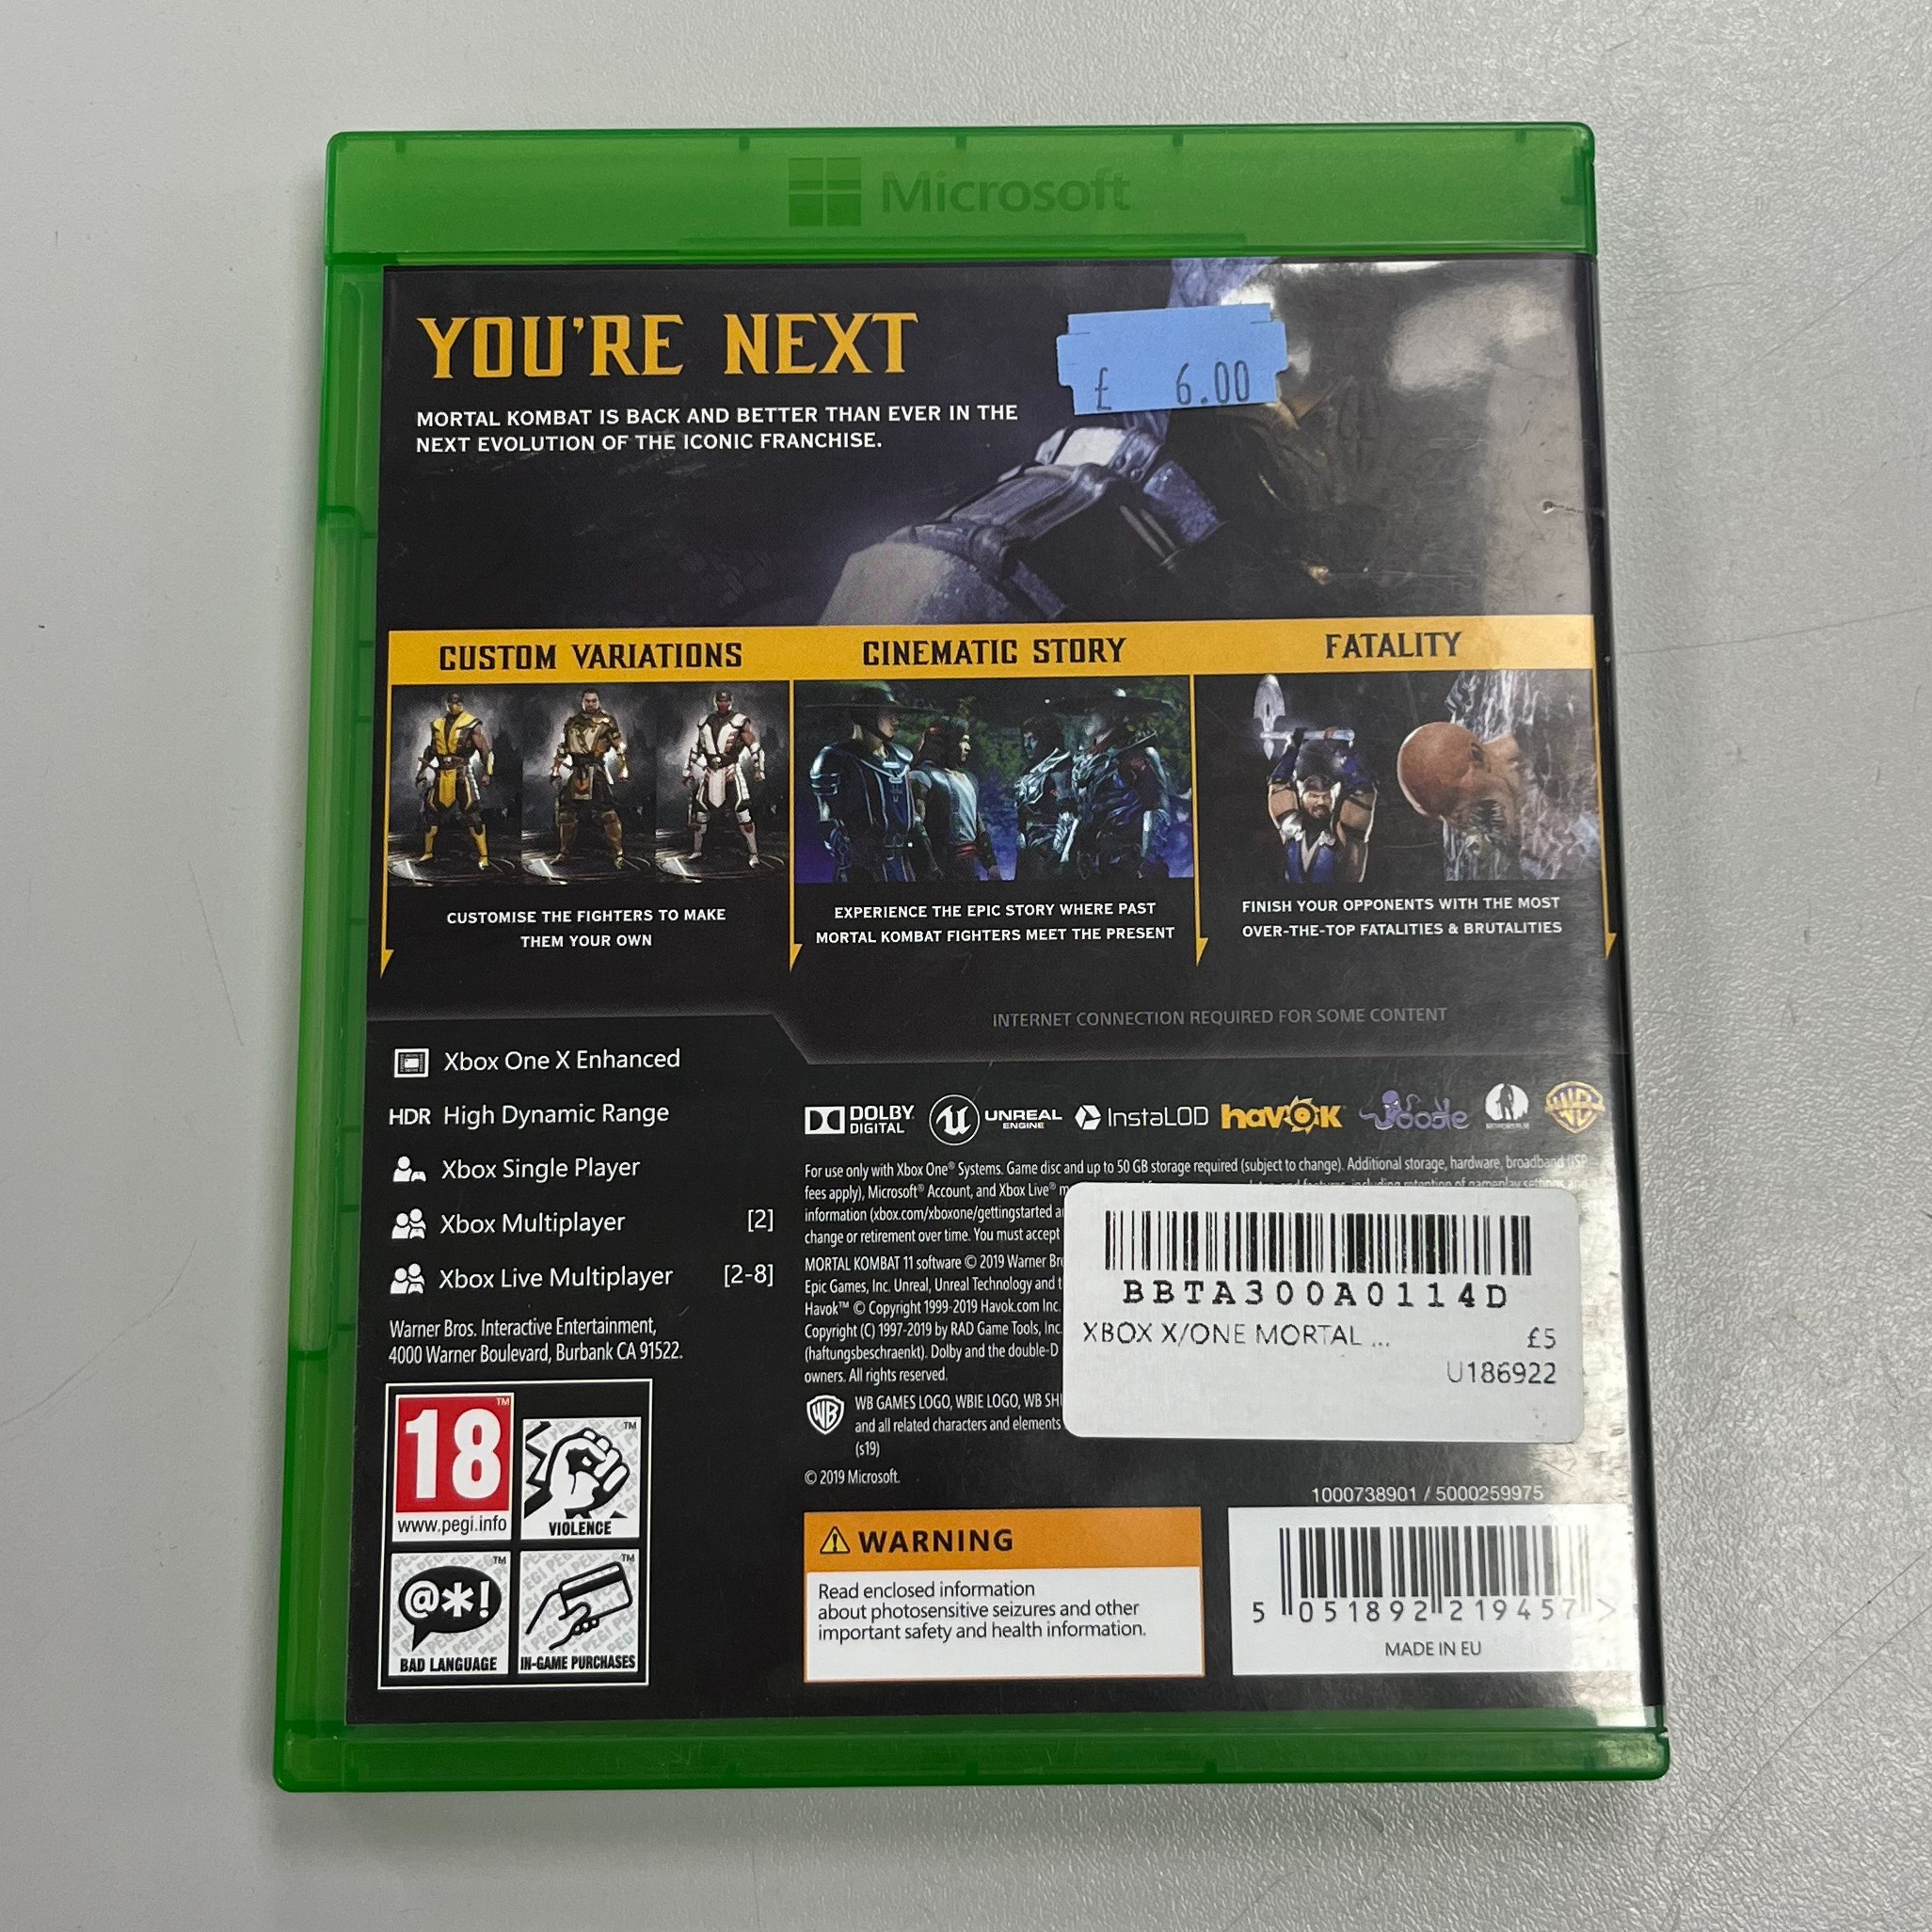 Microsoft
YOU'RE NEXT
£ 6.00
MORTAL KOMBAT IS BACK AND BETTER THAN EVER IN THE
NEXT EVOLUTION OF THE ICONIC FRANCHISE.
CUSTOM VARIATIONS
CUSTOMISE THE FIGHTERS TO MAKE
THEM YOUR OWN
CINEMATIC STORY
EXPERIENCE THE EPIC STORY WHERE PAST
MORTAL KOMBAT FIGHTERS MEET THE PRESENT
FATALITY
FINISH YOUR OPPONENTS WITH THE MOST
OVER-THE-TOP FATALITIES & BRUTALITIES
INTERNET CONNECTION REQUIRED FOR SOME CONTENT
Xbox One X Enhanced
HDR High Dynamic Range
Xbox Single Player
Xbox Multiplayer [2]
Xbox Live Multiplayer [2-8]
Warner Bros. Interactive Entertainment,
4000 Warner Boulevard, Burbank CA 91522.
18
www.pegi.info
VIOLENCE
@*!
BAD LANGUAGE
IN-GAME PURCHASES
DOLBY
DIGITAL
UNREAL
ENGINE
InstaLOD
havok
WB
For use only with Xbox One® Systems. Game disc and up to 50 GB storage required (subject to change). Additional storage, hardware, broadband (ISP
fees apply), Microsoft® Account, and Xbox Live® features, including retention of gameplay settings and
information (xbox.com/xboxone/gettingstarted
change or retirement over time. You must accept
MORTAL KOMBAT 11 software © 2019 Warner
Epic Games, Inc. Unreal, Unreal Technology and
Havok™ © Copyright 1999-2019 Havok.com Inc.
Copyright (C) 1997-2019 by RAD Game Tools, Inc.
(haftungsbeschraenkt). Dolby and the double-D
owners. All rights reserved.
WB
WB GAMES LOGO, WBIE LOGO, WB
and all related characters and elements
(s19)
© 2019 Microsoft.
BBTA300A0114D
XBOX X/ONE MORTAL ... £5
U186922
WARNING
Read enclosed information
about photosensitive seizures and other
important safety and health information.
1000738901 / 5000259975
5 051892 219457 >
MADE IN EU